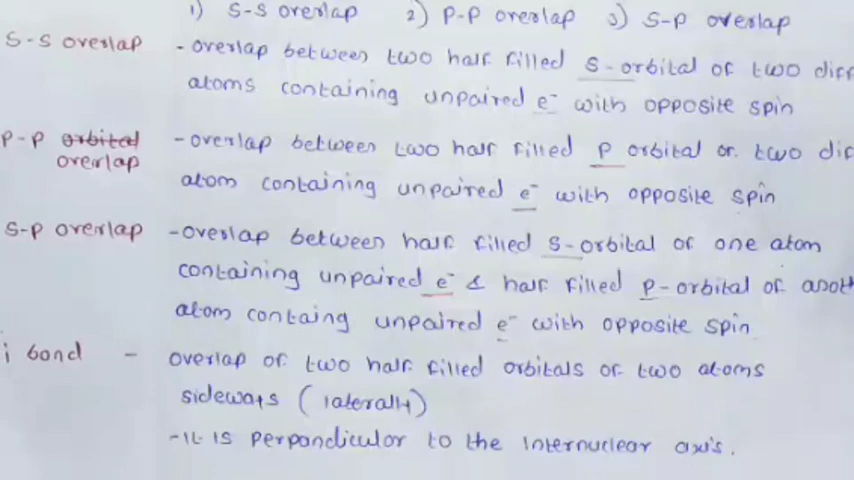 1) S-S overlap 2) P-P overlap 3) S-P overlap
S-S overlap - overlap between two half filled S-orbital of two diff
atoms containing unpaired e⁻ with opposite spin
P-P orbital - overlap between two half filled P orbital of two dif
overlap
atom containing unpaired e⁻ with opposite spin
S-P overlap - overlap between half filled S-orbital of one atom
containing unpaired e⁻ & half filled P-orbital of anoth
atom containg unpaired e⁻ with opposite spin
i bond - overlap of two half filled orbitals of two atoms
sideways (laterally)
- it is perpendiculor to the internuclear axis.